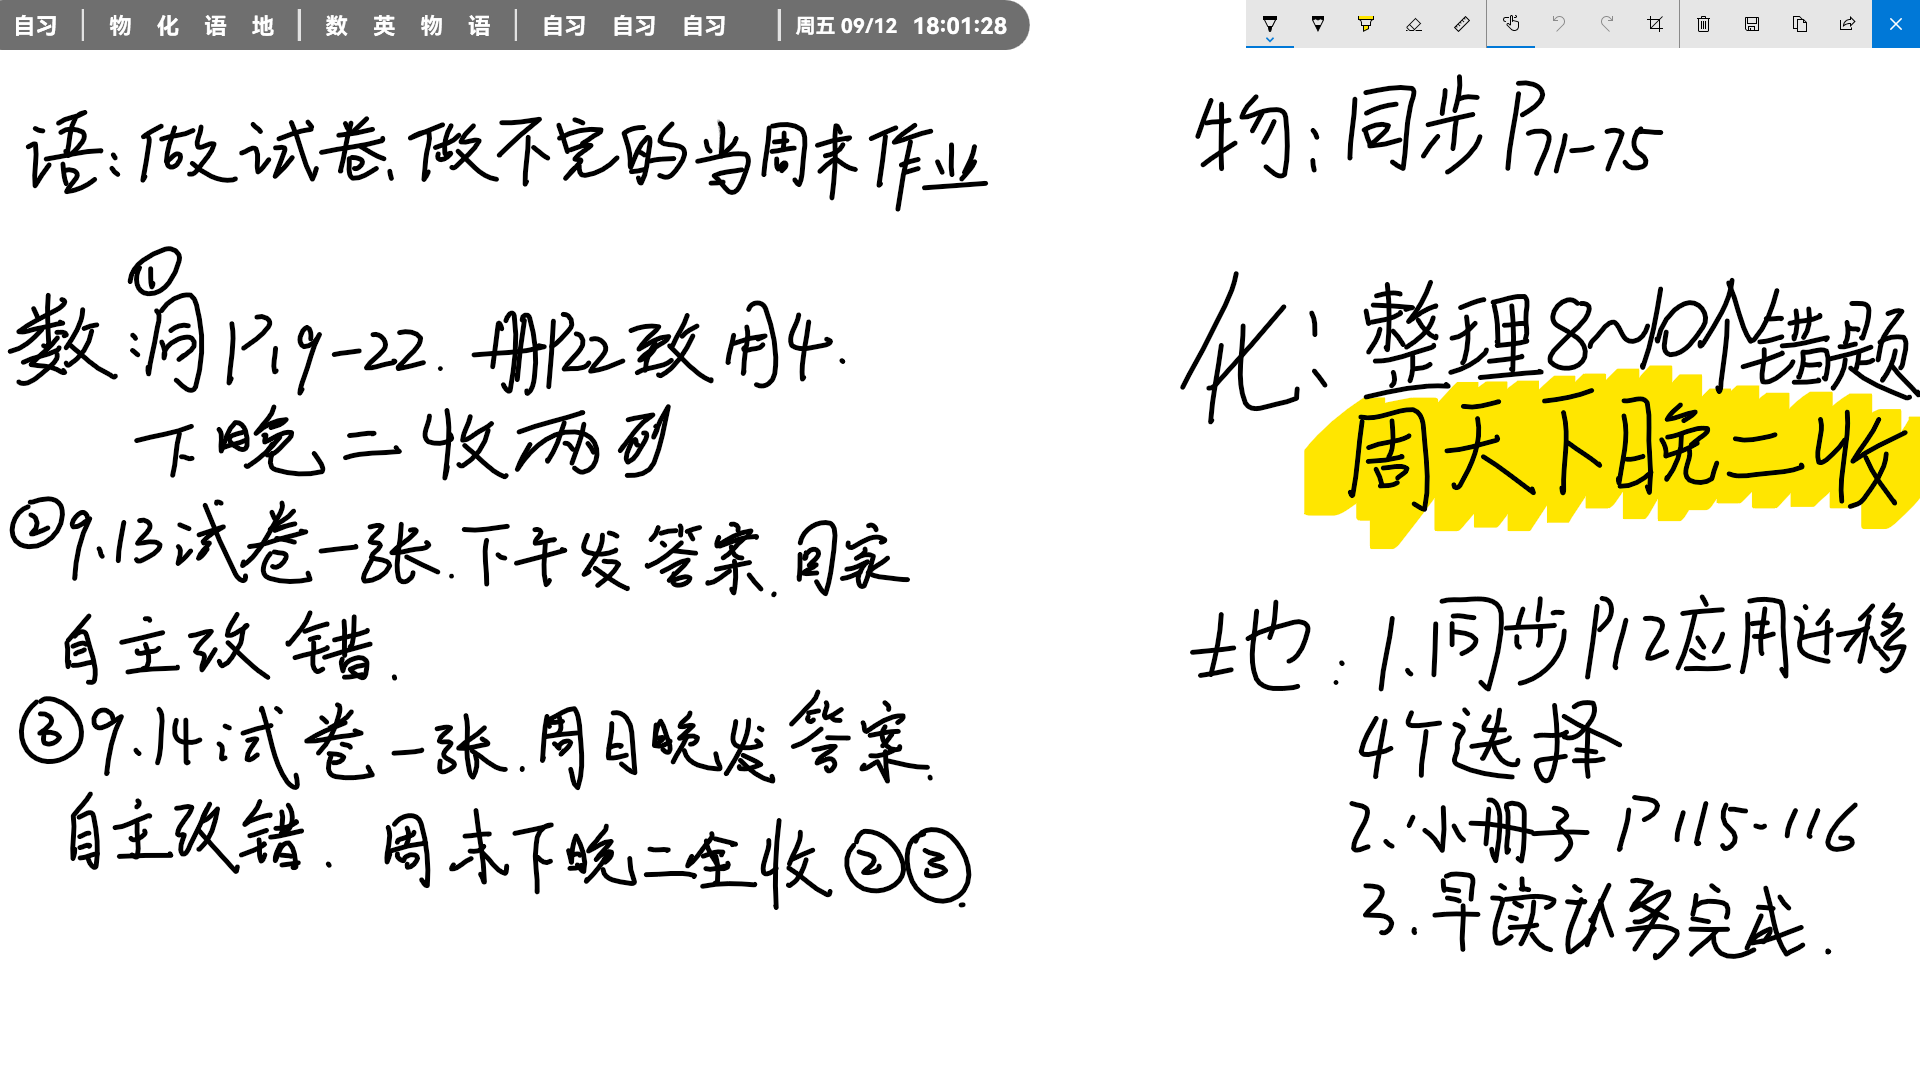 自习 | 物 化 语 地 | 数 英 物 语 | 自习 自习 自习 | 周五 09/12 18:01:28
语:做试卷、做不完的当周末作业
数:①同P19-22. 册P22致用4.
下晚二收两列
②9.13试卷一张.下午发答案.回家
自主改错.
③9.14试卷一张.周日晚发答案.
自主改错. 周末下晚二全收②③.
物:同步P71-75
化:整理8~10个错题
周天下晚二收
地:1.同步P12应用迁移
4个选择
2.小册子P115-116
3.早读认务完成.